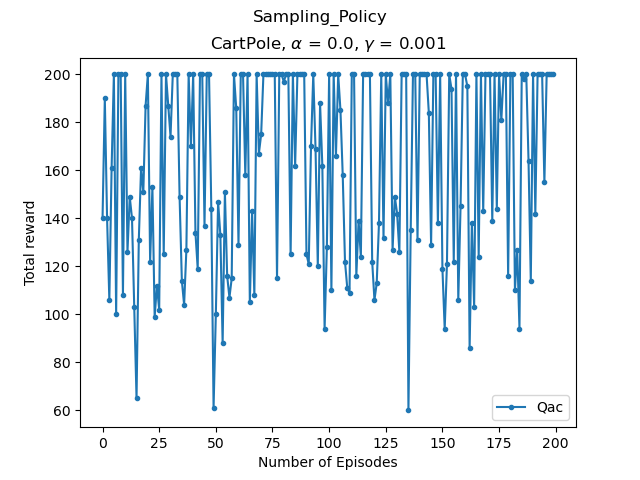 Sampling_Policy
CartPole, α = 0.0, γ = 0.001
Total reward
200
180
160
140
120
100
80
60
Qac
0 25 50 75 100 125 150 175 200
Number of Episodes